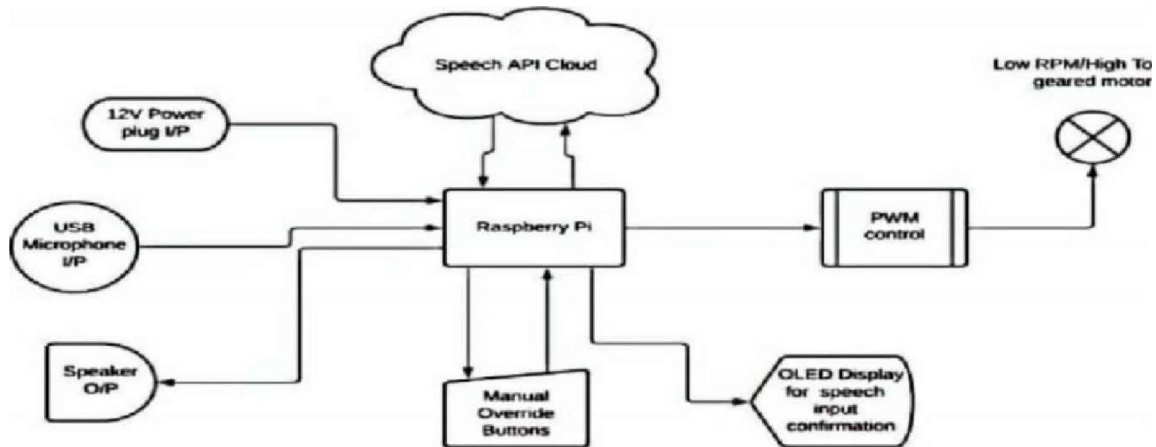 Speech API Cloud
Low RPM/High To
geared motor
12V Power
plug I/P
USB
Microphone
I/P
Raspberry Pi
PWM
control
Speaker
O/P
Manual
Override
Buttons
OLED Display
for speech
input
confirmation